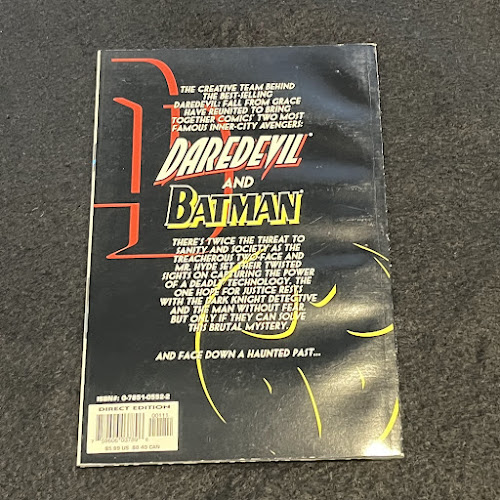 THE CREATIVE TEAM BEHIND
THE BEST-SELLING
DAREDEVIL: FALL FROM GRACE
HAVE REUNITED TO BRING
TOGETHER COMICS' TWO MOST
FAMOUS INNER-CITY AVENGERS:
DAREDEVIL®
AND
BATMAN®
THERE'S TWICE THE THREAT TO
SANITY AND SOCIETY AS THE
TREACHEROUS TWO-FACE AND
MR. HYDE SET THEIR TWISTED
SIGHTS ON CAPTURING THE POWER
OF A DEADLY TECHNOLOGY. THE
ONE HOPE FOR JUSTICE RESTS
WITH THE DARK KNIGHT DETECTIVE
AND THE MAN WITHOUT FEAR.
BUT ONLY IF THEY CAN SOLVE
THIS BRUTAL MYSTERY.
AND FACE DOWN A HAUNTED PAST...
DIRECT EDITION
00111